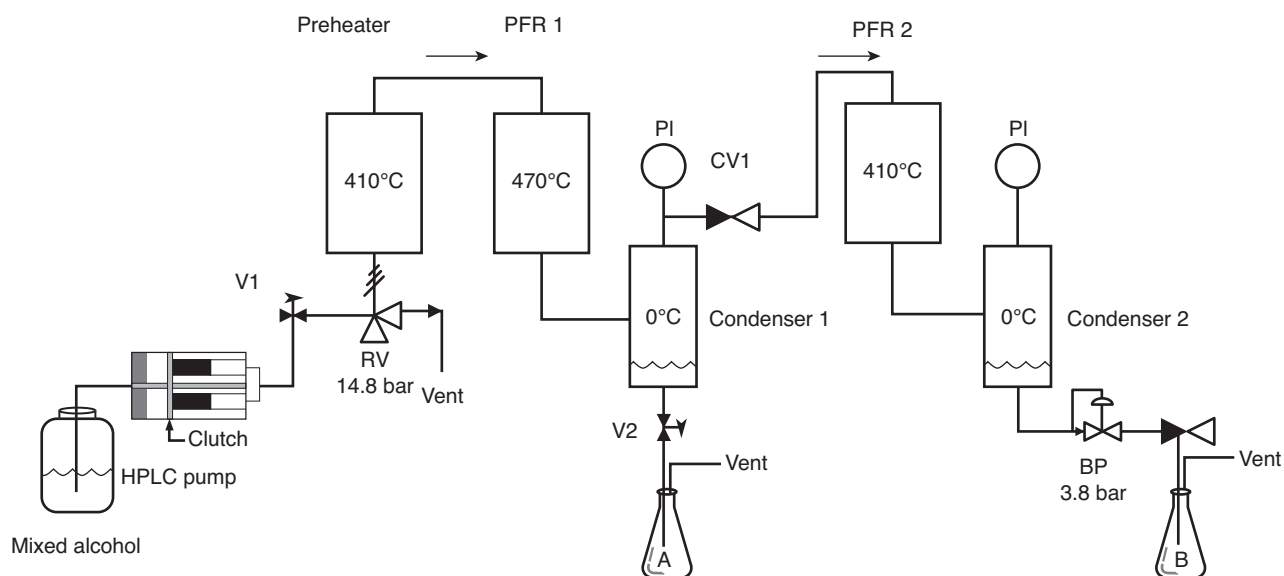 Preheater
PFR 1
PFR 2
PI
CV1
PI
410°C
470°C
410°C
V1
0°C
Condenser 1
0°C
Condenser 2
RV
14.8 bar
Vent
Clutch
HPLC pump
V2
Vent
BP
3.8 bar
Vent
Mixed alcohol
A
B